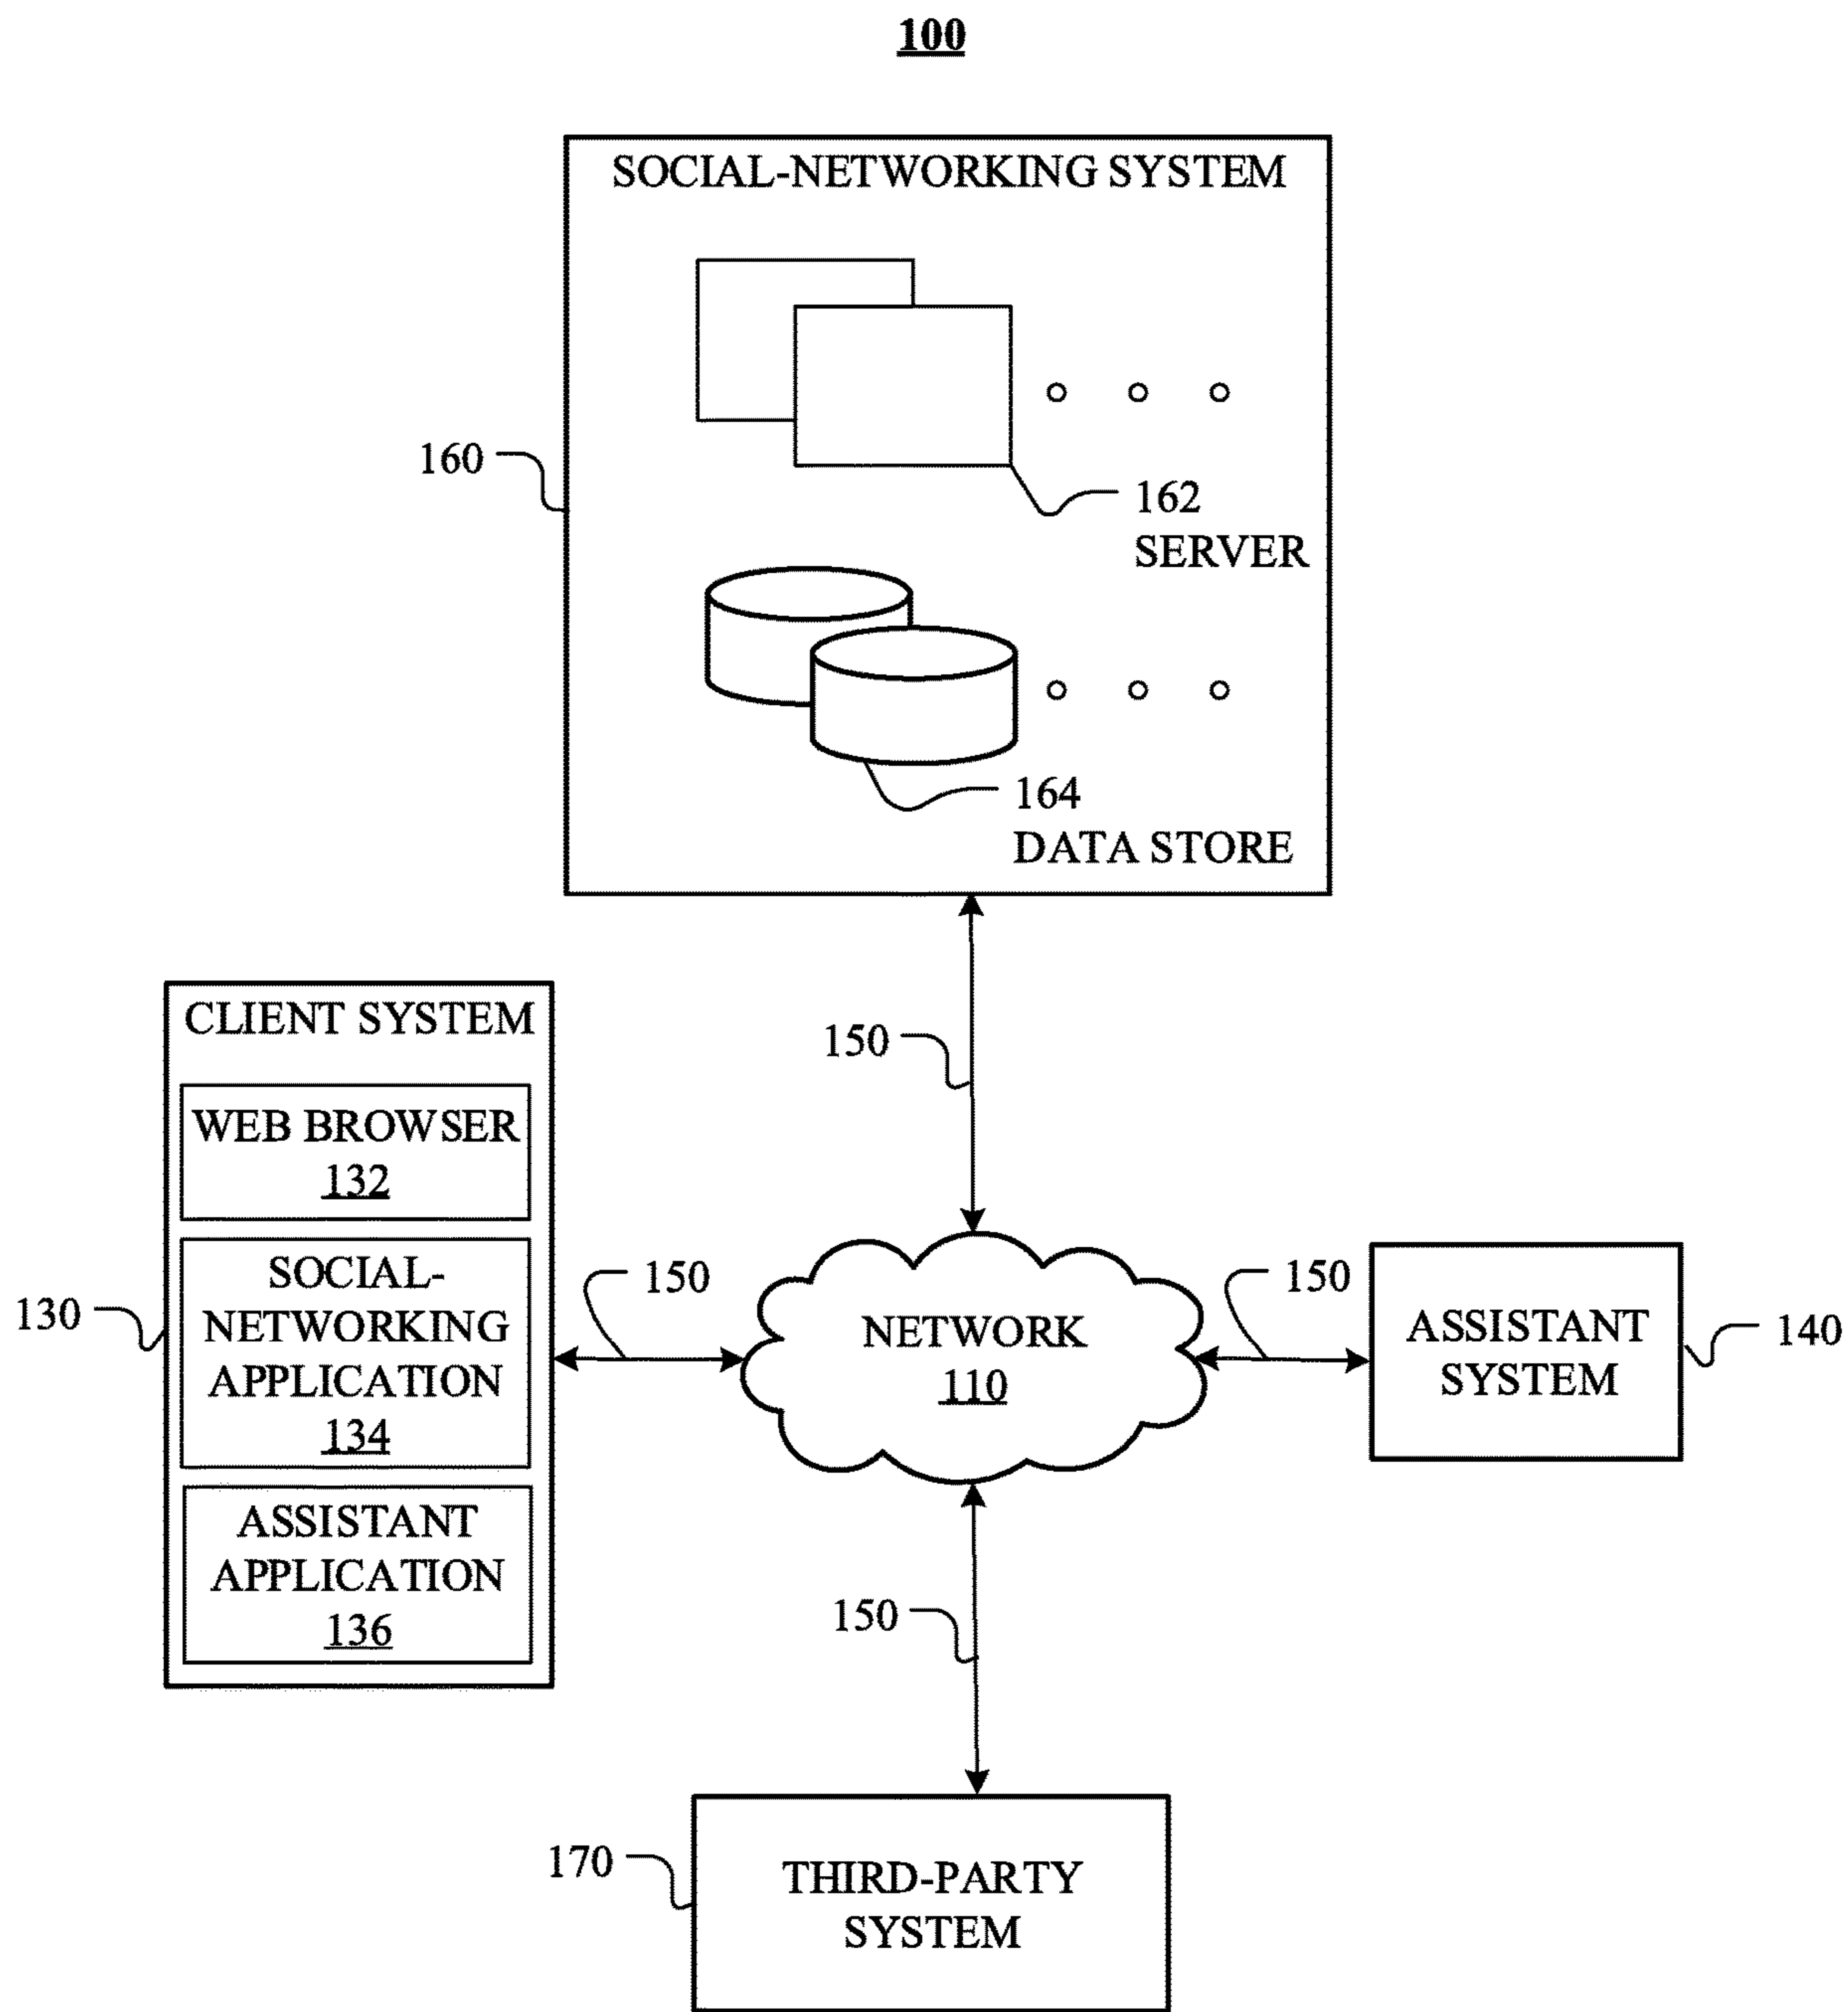 100
SOCIAL-NETWORKING SYSTEM
160
162
SERVER
164
DATA STORE
CLIENT SYSTEM
150
WEB BROWSER
132
SOCIAL-
NETWORKING
APPLICATION
134
130
150
NETWORK
110
150
ASSISTANT
SYSTEM
140
ASSISTANT
APPLICATION
136
150
170
THIRD-PARTY
SYSTEM